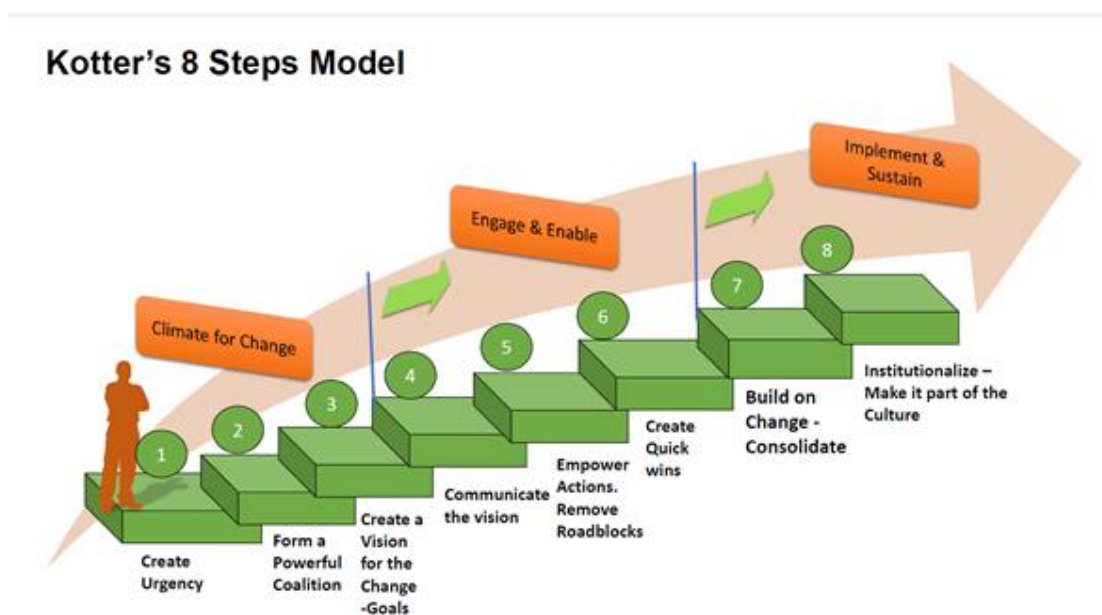 Kotter's 8 Steps Model
Climate for Change
Engage & Enable
Implement &
Sustain
1
2
3
4
5
6
7
8
Create
Urgency
Form a
Powerful
Coalition
Create a
Vision
for the
Change
-Goals
Communicate
the vision
Empower
Actions.
Remove
Roadblocks
Create
Quick
wins
Build on
Change -
Consolidate
Institutionalize –
Make it part of the
Culture